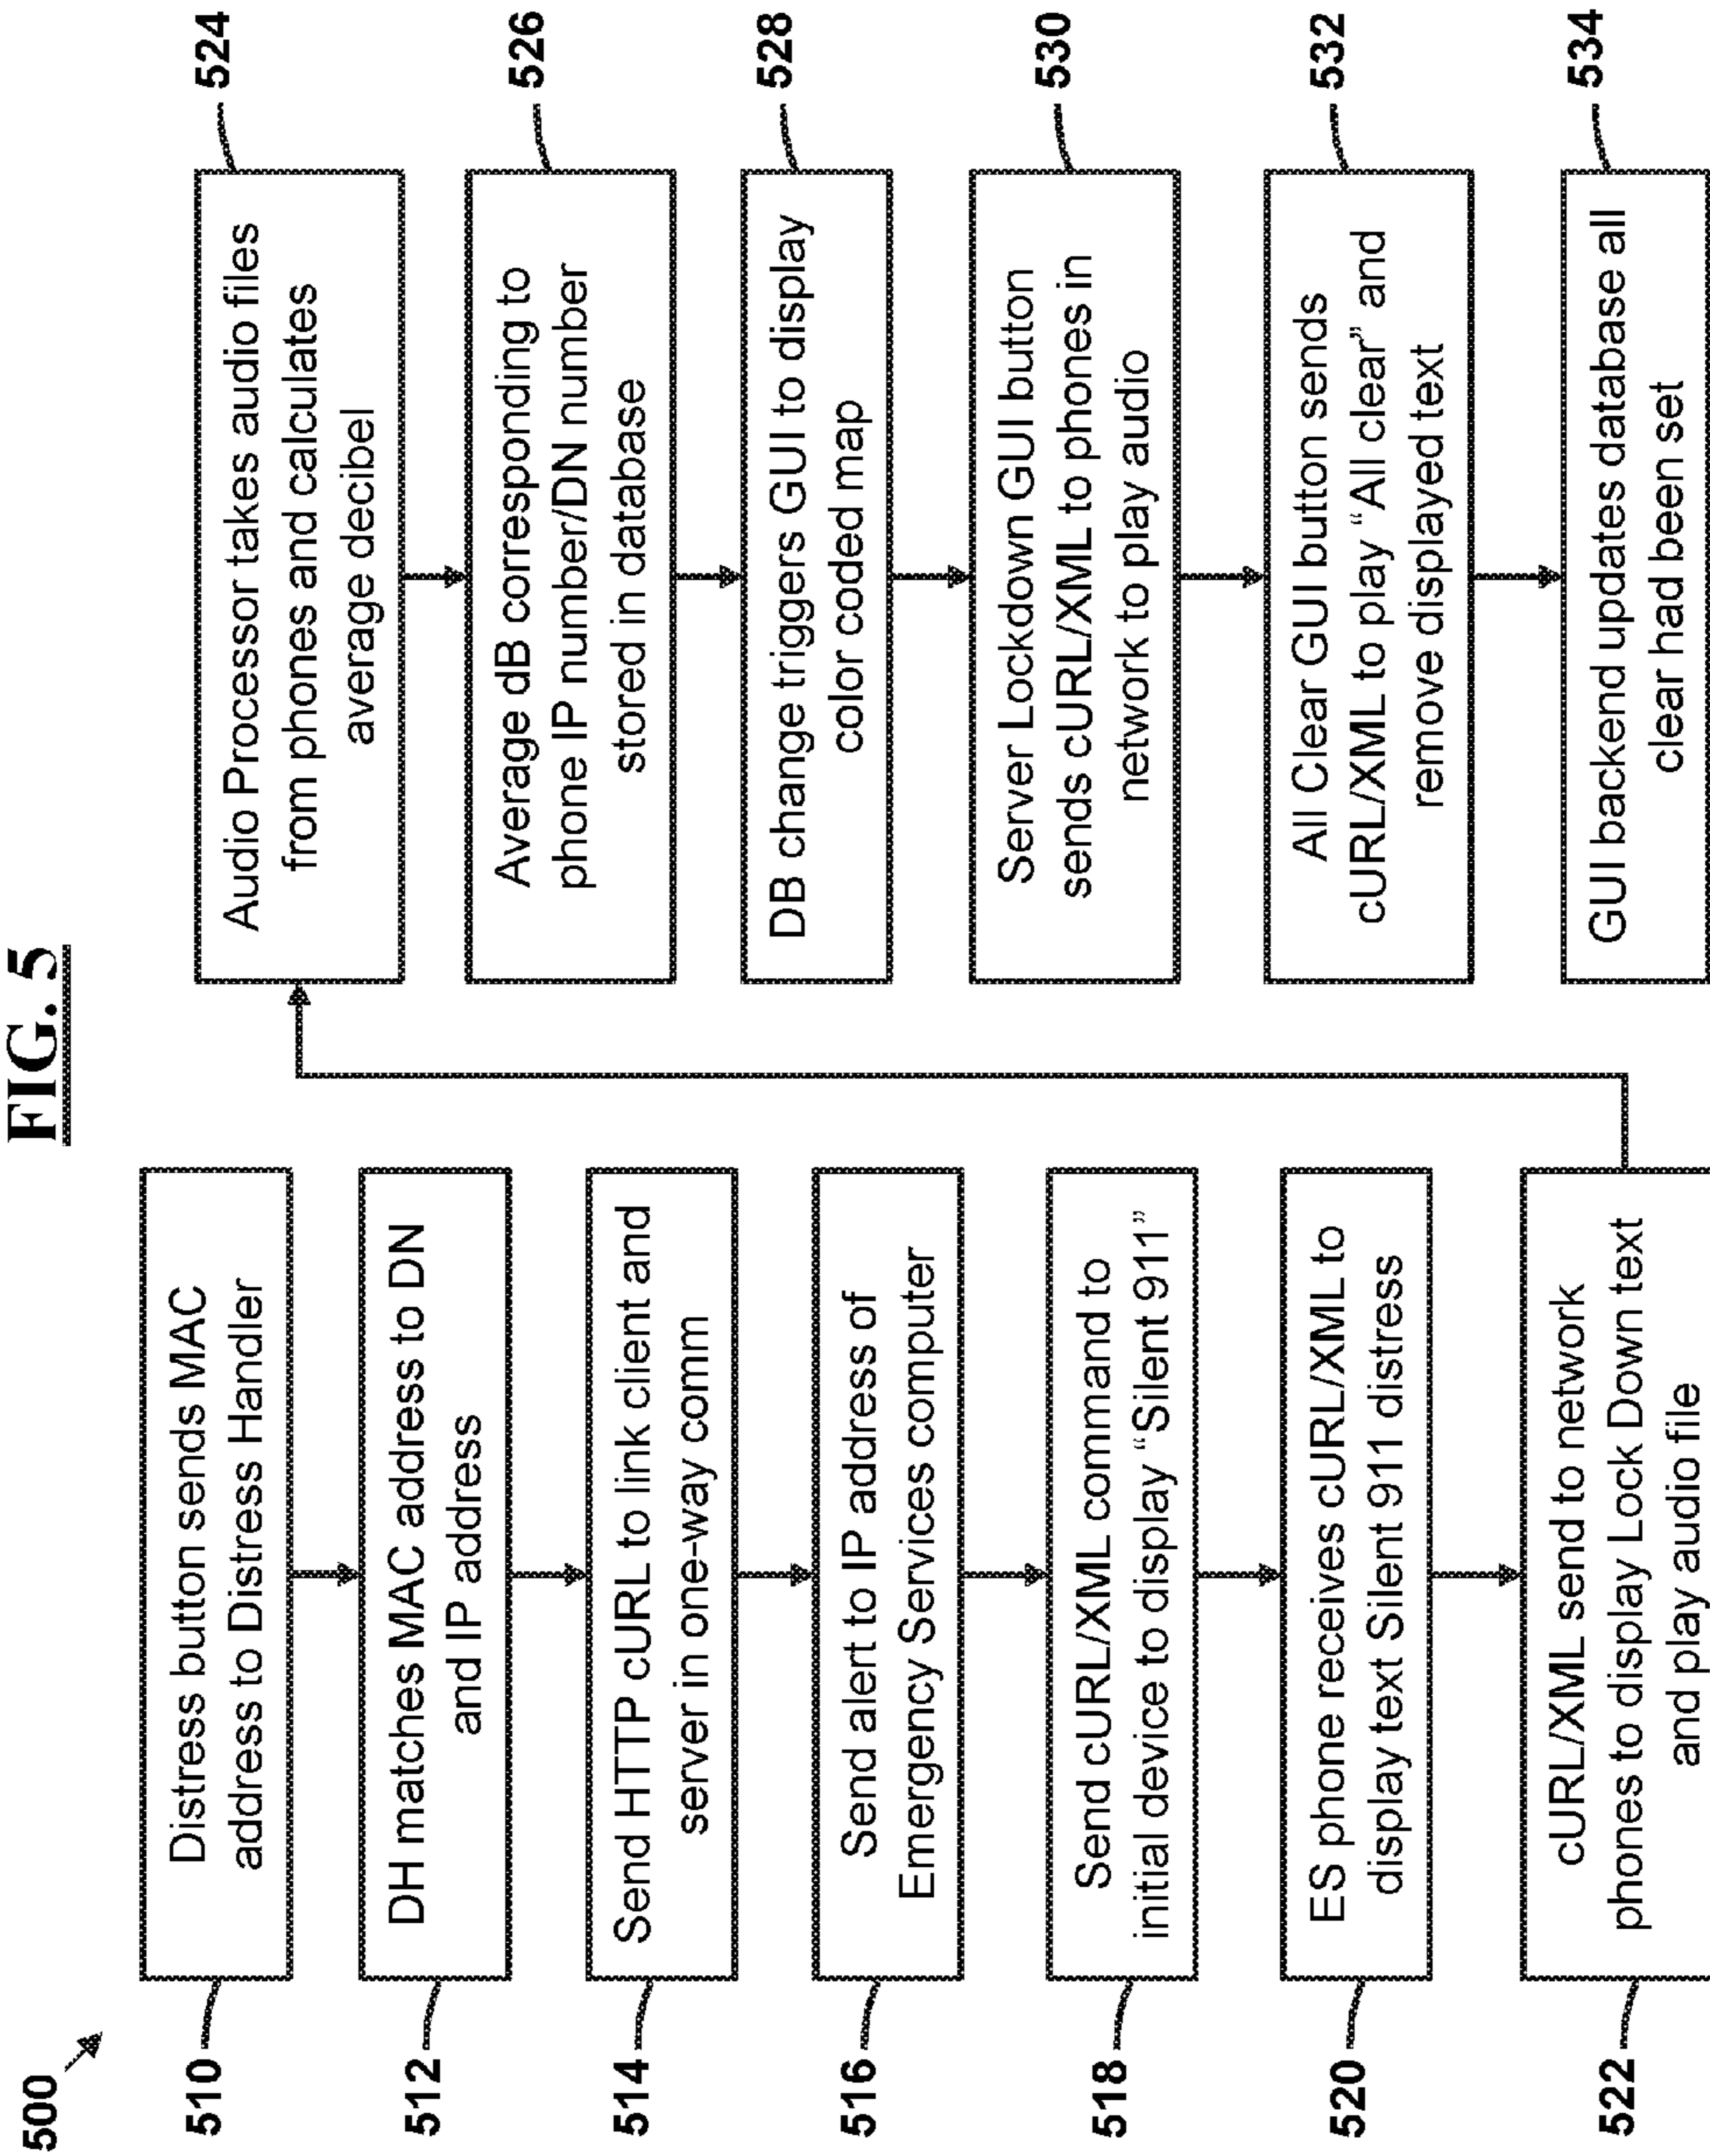 FIG. 5
500
510
Distress button sends MAC
address to Distress Handler
512
DH matches MAC address to DN
and IP address
514
Send HTTP cURL to link client and
server in one-way comm
516
Send alert to IP address of
Emergency Services computer
518
Send cURL/XML command to
initial device to display “Silent 911”
520
ES phone receives cURL/XML to
display text Silent 911 distress
522
cURL/XML send to network
phones to display Lock Down text
and play audio file
524
Audio Processor takes audio files
from phones and calculates
average decibel
526
Average dB corresponding to
phone IP number/DN number
stored in database
528
DB change triggers GUI to display
color coded map
530
Server Lockdown GUI button
sends cURL/XML to phones in
network to play audio
532
All Clear GUI button sends
cURL/XML to play “All clear” and
remove displayed text
534
GUI backend updates database all
clear had been set